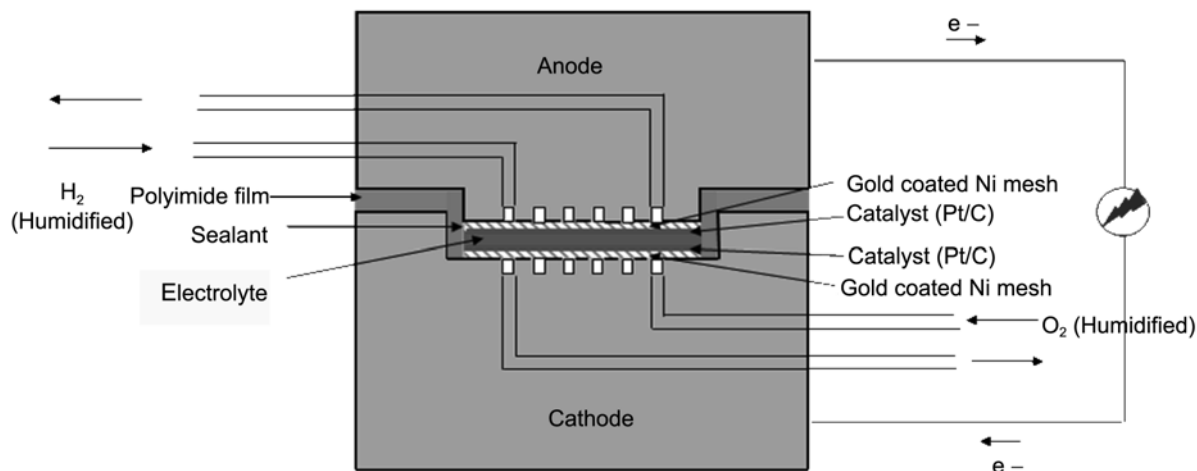 e –
Anode
H₂
(Humidified)
Polyimide film
Sealant
Electrolyte
Gold coated Ni mesh
Catalyst (Pt/C)
Catalyst (Pt/C)
Gold coated Ni mesh
O₂ (Humidified)
Cathode
e –